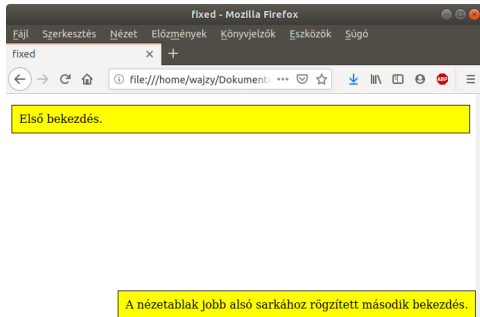 fixed - Mozilla Firefox
Fájl Szerkesztés Nézet Előzmények Könyvjelzők Eszközök Súgó
fixed
file:///home/wajzy/Dokument
ABP
Első bekezdés.
A nézetablak jobb alsó sarkához rögzített második bekezdés.